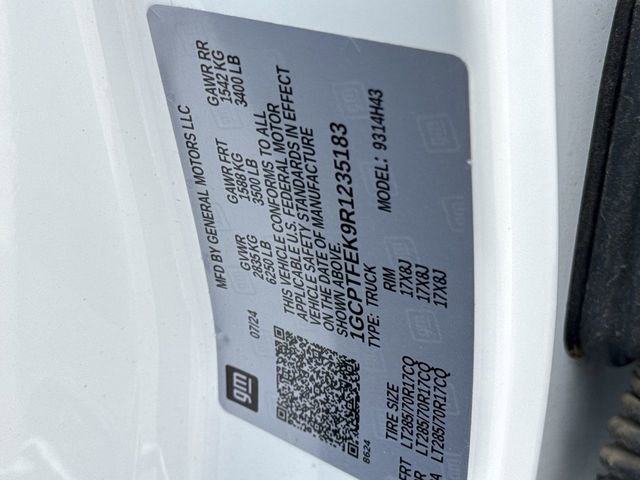 gm
MFD BY GENERAL MOTORS LLC
07/24
GVWR GAWR FRT GAWR RR
2835 KG 1588 KG 1542 KG
6250 LB 3500 LB 3400 LB
THIS VEHICLE CONFORMS TO ALL
APPLICABLE U.S. FEDERAL MOTOR
VEHICLE SAFETY STANDARDS IN EFFECT
ON THE DATE OF MANUFACTURE
SHOWN ABOVE.
1GCPTFEK9R1235183
TYPE: TRUCK MODEL: 9314H43
8624
TIRE SIZE RIM
FRT LT285/70R17CQ 17X8J
RR LT285/70R17CQ 17X8J
LT285/70R17CQ 17X8J